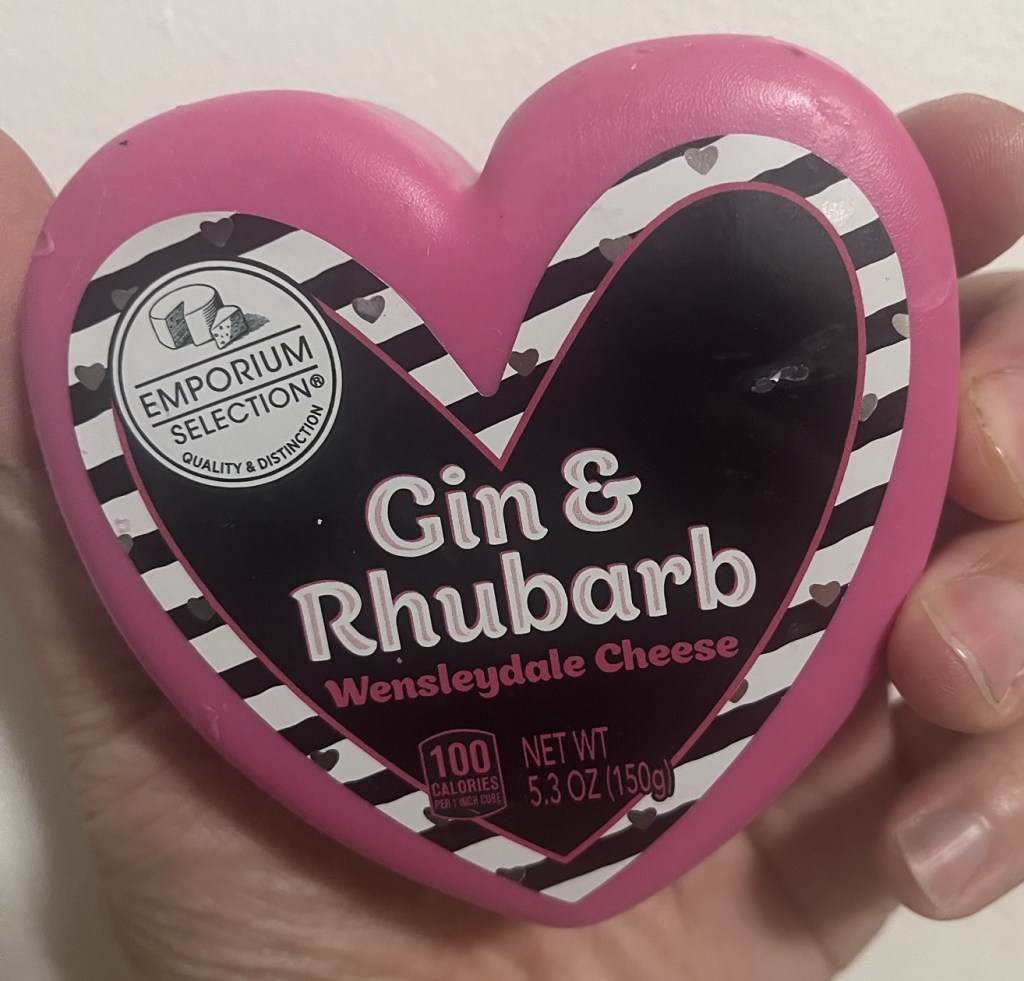 EMPORIUM
SELECTION®
QUALITY & DISTINCTION
Gin &
Rhubarb
Wensleydale Cheese
100
CALORIES
PER 1 INCH CUBE
NET WT
5.3 OZ (150g)